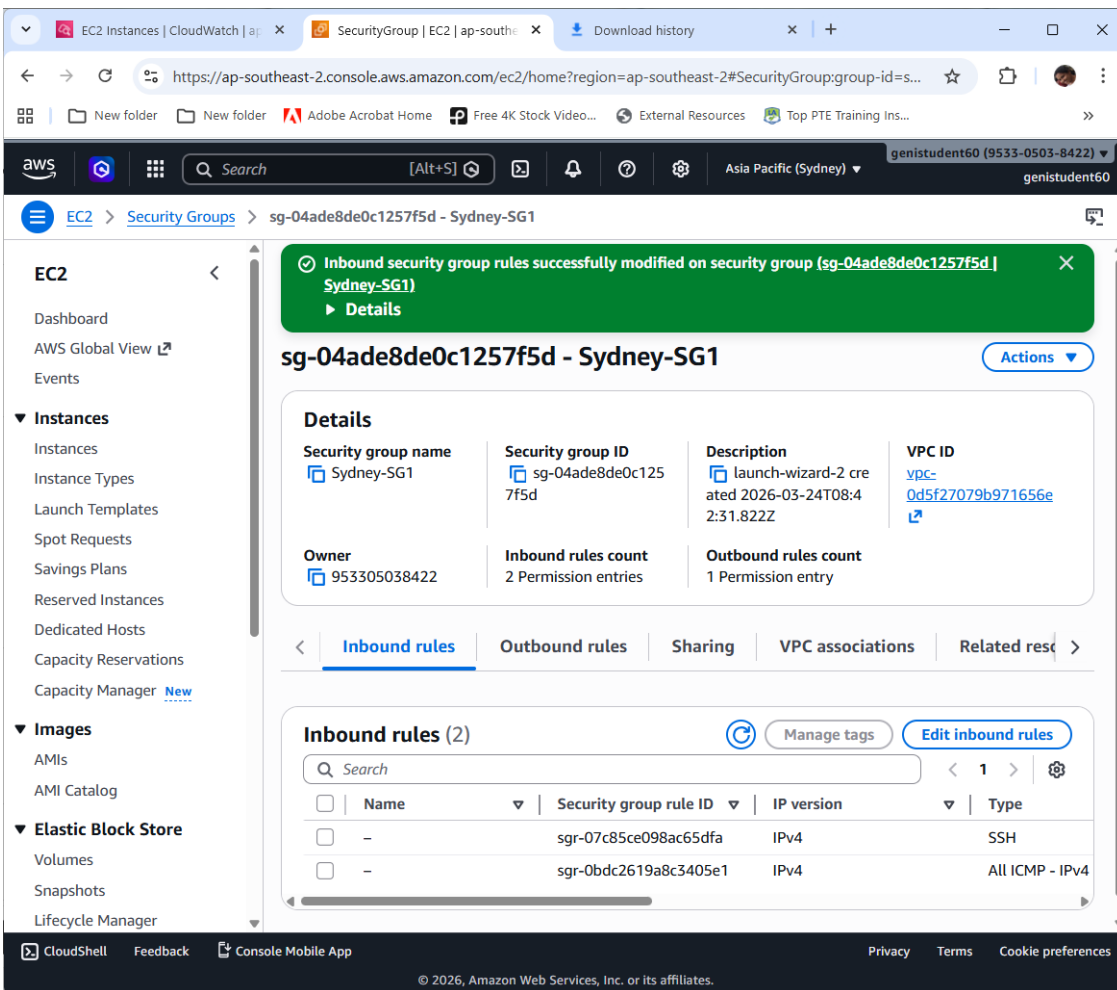 EC2 Instances | CloudWatch | ap
SecurityGroup | EC2 | ap-southe
Download history
https://ap-southeast-2.console.aws.amazon.com/ec2/home?region=ap-southeast-2#SecurityGroup:group-id=s...
New folder
New folder
Adobe Acrobat Home
Free 4K Stock Video...
External Resources
Top PTE Training Ins...
aws
Search
[Alt+S]
Asia Pacific (Sydney)
genistudent60 (9533-0503-8422)
genistudent60
EC2 > Security Groups > sg-04ade8de0c1257f5d - Sydney-SG1
EC2
Dashboard
AWS Global View
Events
Instances
Instances
Instance Types
Launch Templates
Spot Requests
Savings Plans
Reserved Instances
Dedicated Hosts
Capacity Reservations
Capacity Manager New
Images
AMIs
AMI Catalog
Elastic Block Store
Volumes
Snapshots
Lifecycle Manager
Inbound security group rules successfully modified on security group (sg-04ade8de0c1257f5d |
Sydney-SG1)
Details
sg-04ade8de0c1257f5d - Sydney-SG1
Actions
Details
Security group name
Sydney-SG1
Security group ID
sg-04ade8de0c125
7f5d
Description
launch-wizard-2 cre
ated 2026-03-24T08:4
2:31.822Z
VPC ID
vpc-
0d5f27079b971656e
Owner
953305038422
Inbound rules count
2 Permission entries
Outbound rules count
1 Permission entry
Inbound rules
Outbound rules
Sharing
VPC associations
Related reso
Inbound rules (2)
Manage tags
Edit inbound rules
Search
1
Name
Security group rule ID
IP version
Type
– sgr-07c85ce098ac65dfa IPv4 SSH
– sgr-0bdc2619a8c3405e1 IPv4 All ICMP - IPv4
CloudShell
Feedback
Console Mobile App
Privacy
Terms
Cookie preferences
© 2026, Amazon Web Services, Inc. or its affiliates.